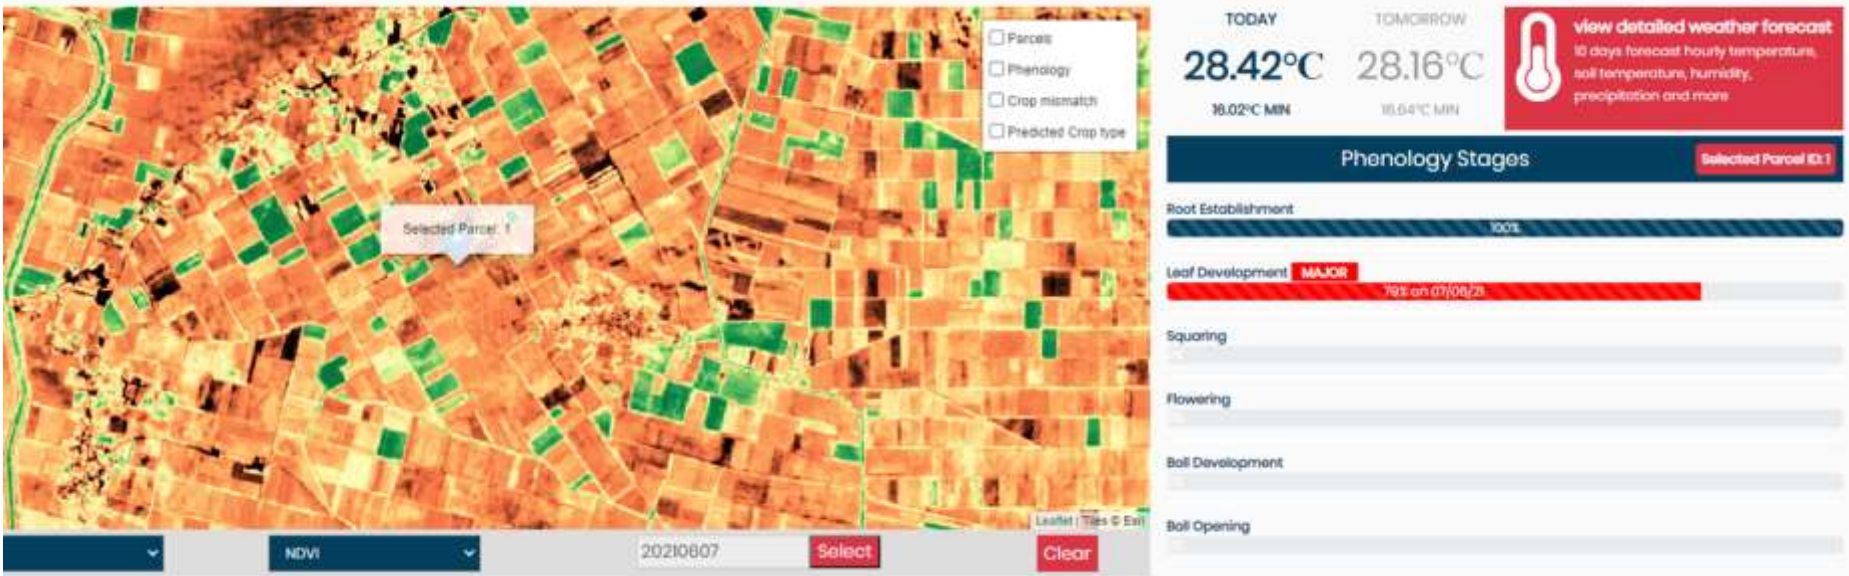 Parcels
Phenology
Crop mismatch
Predicted Crop type
Selected Parcel: 1
Leaflet | Tiles © Esri
NDVI
20210607
Select
Clear
TODAY
28.42°C
16.02°C MIN
TOMORROW
28.16°C
16.64°C MIN
view detailed weather forecast
10 days forecast hourly temperature,
soil temperature, humidity,
precipitation and more
Phenology Stages
Selected Parcel ID: 1
Root Establishment
100%
Leaf Development MAJOR
79% on 07/06/21
Squaring
Flowering
Boll Development
Boll Opening